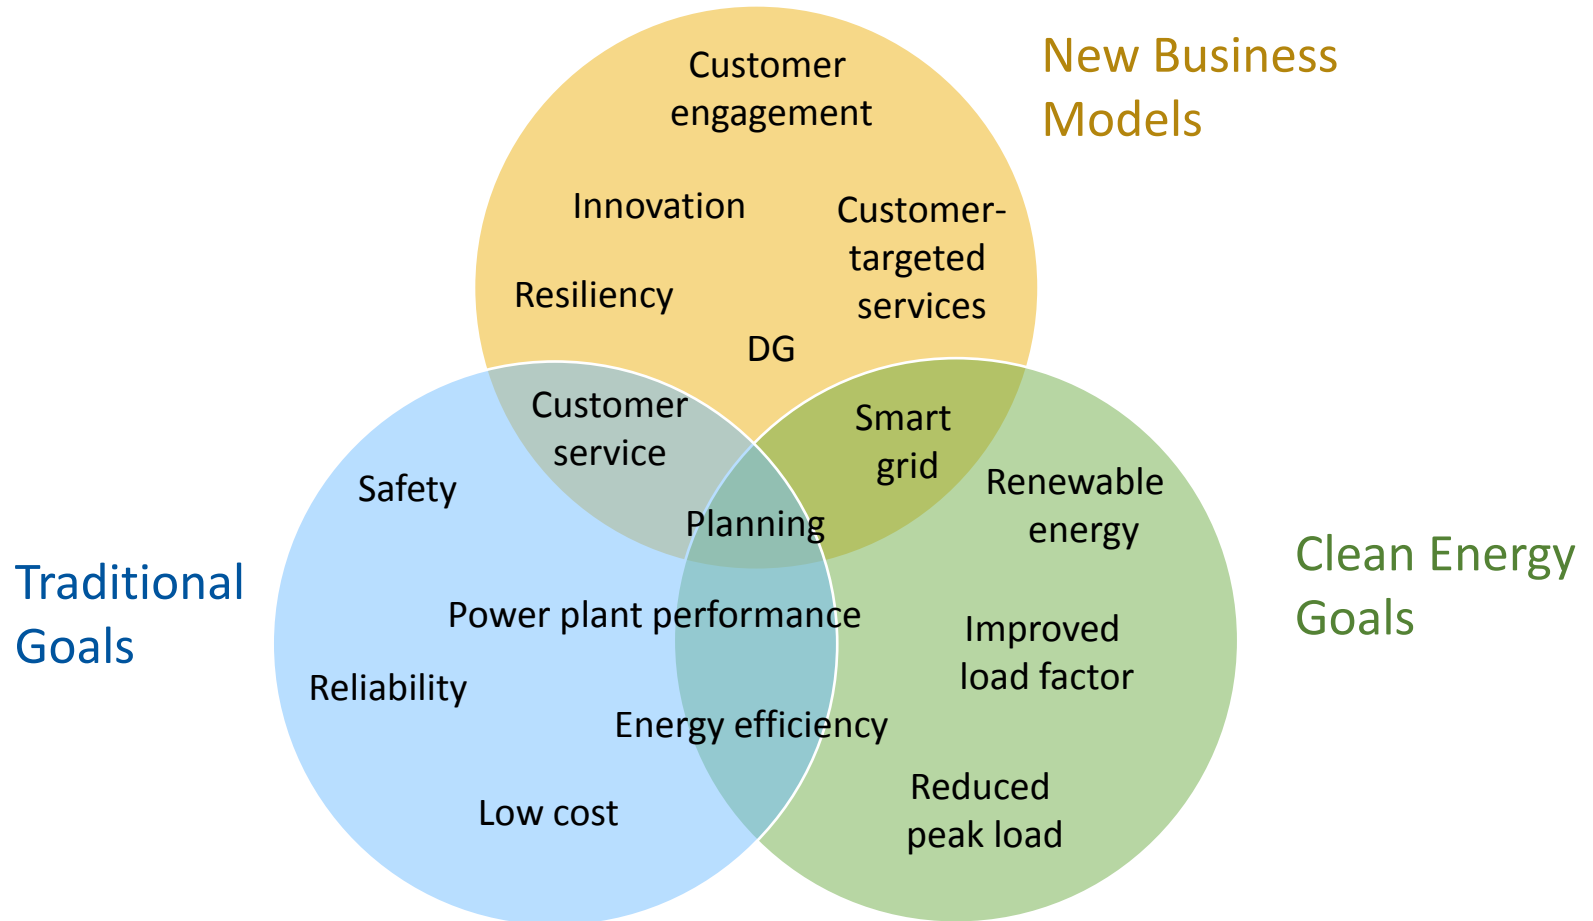 Customer
engagement
New Business
Models
Innovation
Customer-
targeted
services
Resiliency
DG
Customer
service
Smart
grid
Safety
Renewable
energy
Planning
Traditional
Goals
Clean Energy
Goals
Power plant performance
Improved
load factor
Reliability
Energy efficiency
Low cost
Reduced
peak load